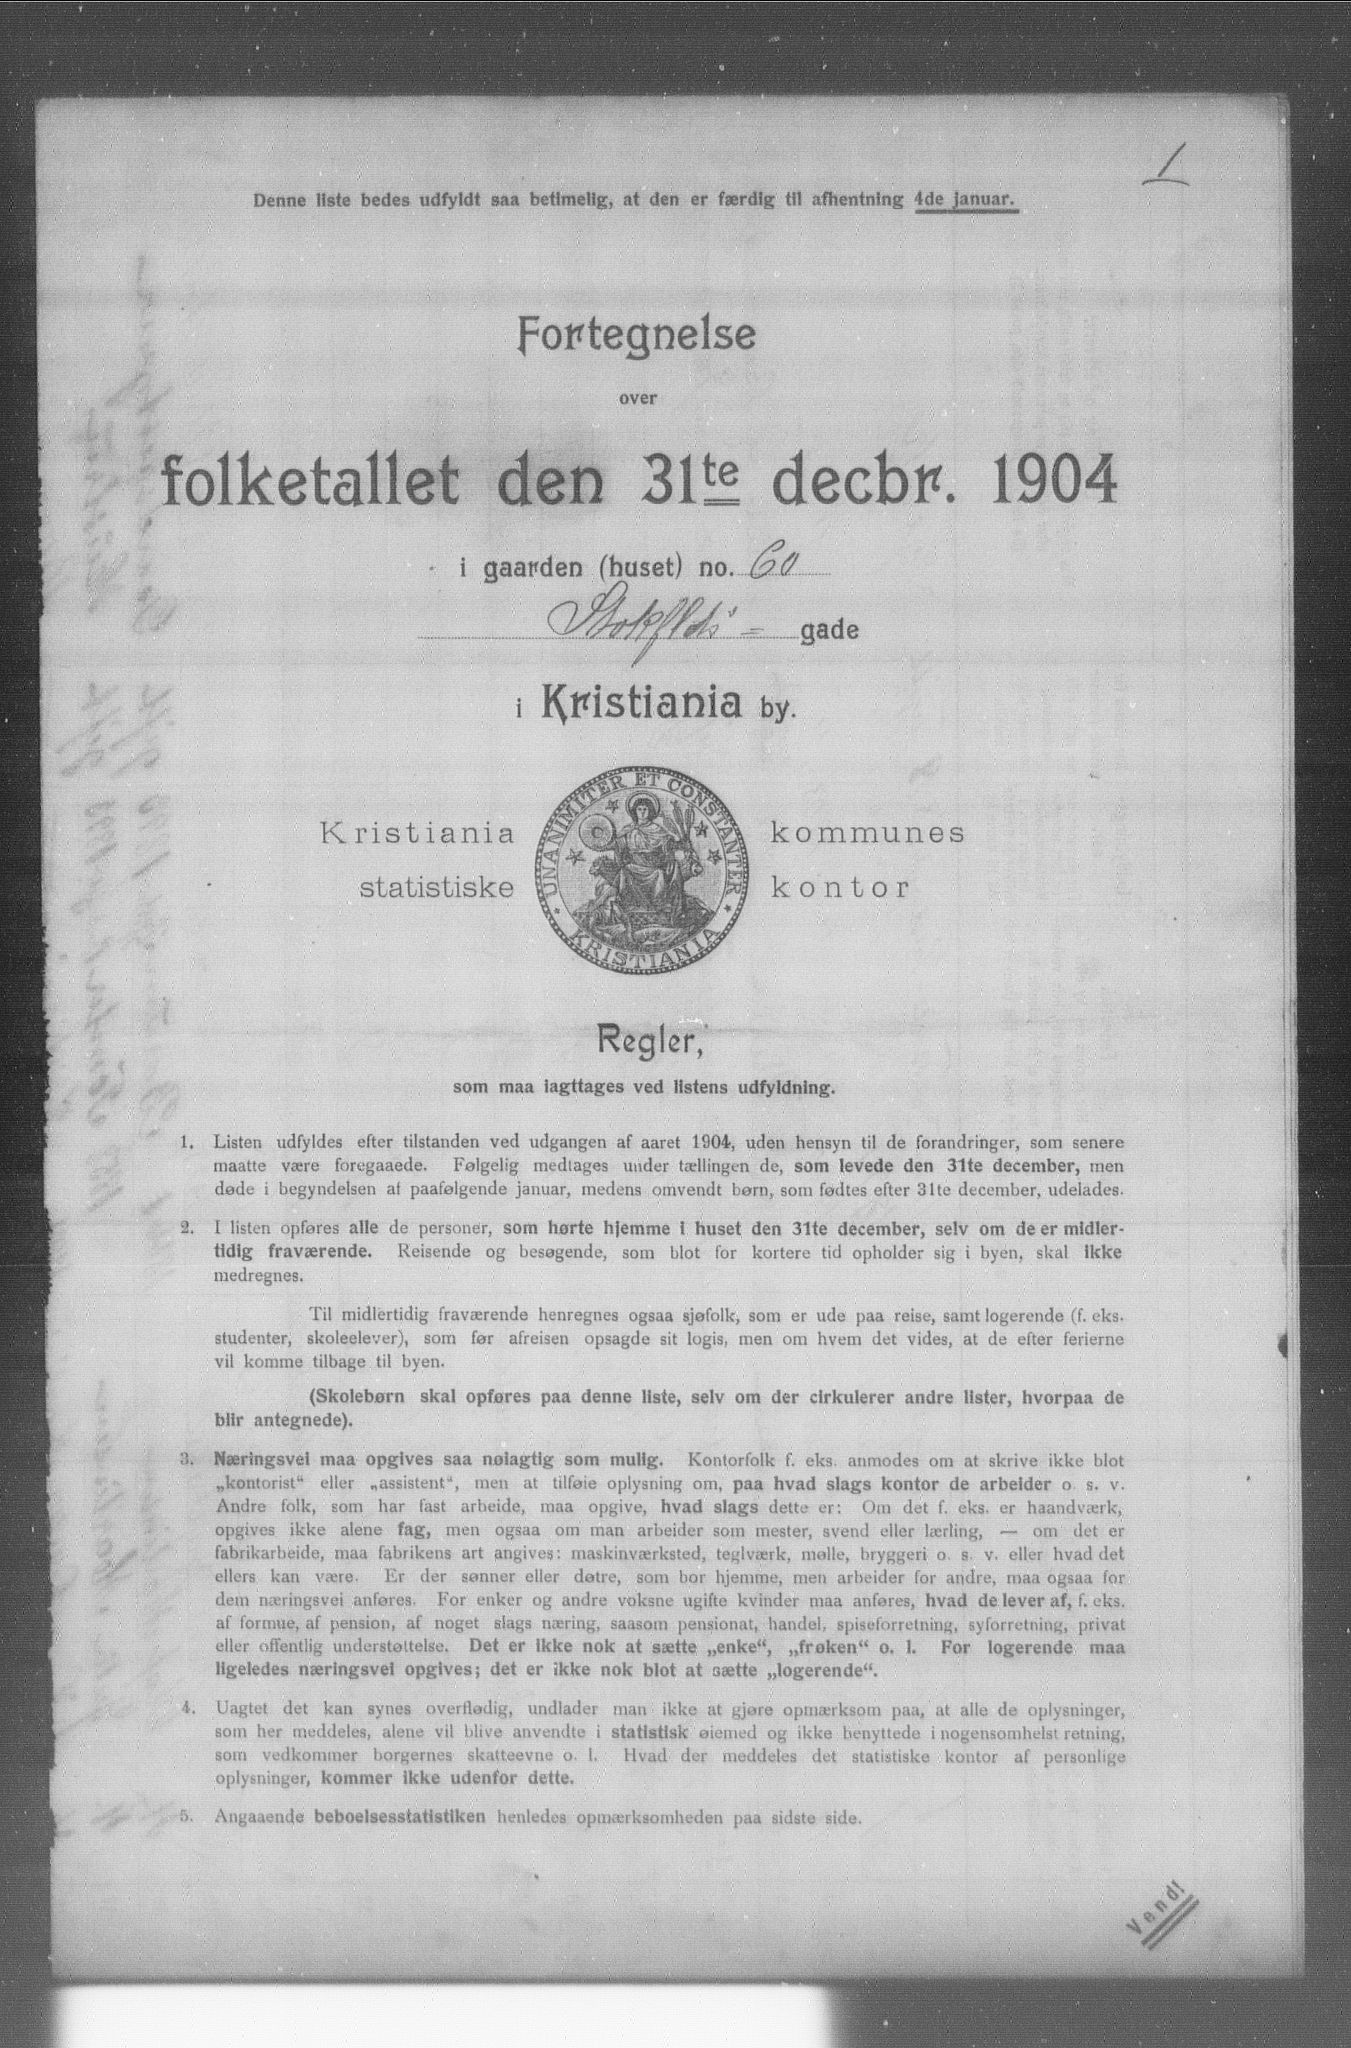 1
Denne liste bedes udfyldt saa betimelig, at den er færdig til afhentning 4de januar.
Fortegnelse
over
folketallet den 31te decbr. 1904
i gaarden (huset) no. 60
Stokfldts= gade
i Kristiania by.
Kristiania kommunes
statistiske kontor
UNANIMITER ET CONSTANTER
KRISTIANIA
Regler,
som maa iagttages ved listens udfyldning.
1. Listen udfyldes efter tilstanden ved udgangen af aaret 1904, uden hensyn til de forandringer, som senere
maatte være foregaaede. Følgelig medtages under tællingen de, som levede den 31te december, men
døde i begyndelsen af paafølgende januar, medens omvendt børn, som fødtes efter 31te december, udelades.
2. I listen opføres alle de personer, som hørte hjemme i huset den 31te december, selv om de er midler-
tidig fraværende. Reisende og besøgende, som blot for kortere tid opholder sig i byen, skal ikke
medregnes.
Til midlertidig fraværende henregnes ogsaa sjøfolk, som er ude paa reise, samt logerende (f. eks.
studenter, skoleelever), som før afreisen opsagde sit logis, men om hvem det vides, at de efter ferierne
vil komme tilbage til byen.
(Skolebørn skal opføres paa denne liste, selv om der cirkulerer andre lister, hvorpaa de
blir antegnede).
3. Næringsvei maa opgives saa nøiagtig som mulig. Kontorfolk f. eks. anmodes om at skrive ikke blot
„kontorist“ eller „assistent“, men at tilføie oplysning om, paa hvad slags kontor de arbeider o. s. v.
Andre folk, som har fast arbeide, maa opgive, hvad slags dette er: Om det f. eks. er haandværk,
opgives ikke alene fag, men ogsaa om man arbeider som mester, svend eller lærling, — om det er
fabrikarbeide, maa fabrikens art angives: maskinværksted, teglværk, mølle, bryggeri o. s. v. eller hvad det
ellers kan være. Er der sønner eller døtre, som bor hjemme, men arbeider for andre, maa ogsaa for
dem næringsvei anføres. For enker og andre voksne ugifte kvinder maa anføres, hvad de lever af, f. eks.
af formue, af pension, af noget slags næring, saasom pensionat, handel, spiseforretning, syforretning, privat
eller offentlig understøttelse. Det er ikke nok at sætte „enke“, „frøken“ o. l. For logerende maa
ligeledes næringsvei opgives; det er ikke nok blot at sætte „logerende“.
4. Uagtet det kan synes overflødig, undlader man ikke at gjøre opmærksom paa, at alle de oplysninger,
som her meddeles, alene vil blive anvendte i statistisk øiemed og ikke benyttede i nogensomhelst retning,
som vedkommer borgernes skatteevne o. l. Hvad der meddeles det statistiske kontor af personlige
oplysninger, kommer ikke udenfor dette.
5. Angaaende beboelsesstatistiken henledes opmærksomheden paa sidste side.
Vend!